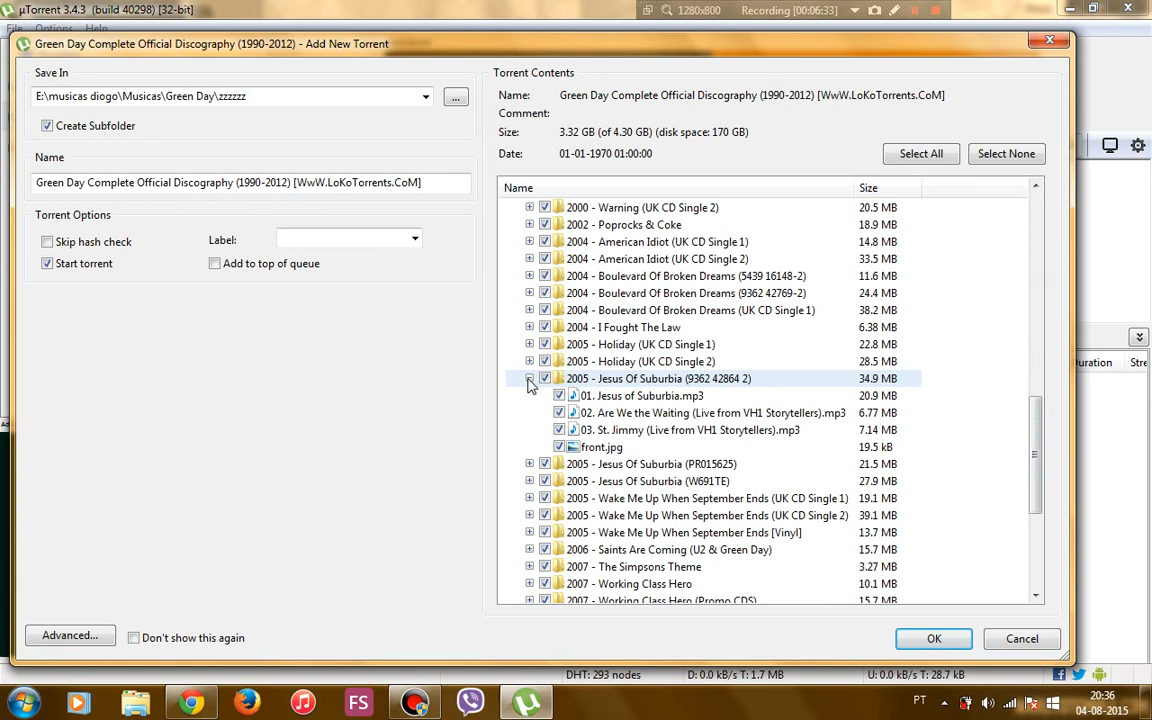 µTorrent 3.4.3 (build 40298) [32-bit]
1280x800
Recording [00:06:33]
File Options Help
Green Day Complete Official Discography (1990-2012) - Add New Torrent
Save In
E:\musicas diogo\Musicas\Green Day\zzzzzz
...
Create Subfolder
Name
Green Day Complete Official Discography (1990-2012) [WwW.LoKoTorrents.CoM]
Torrent Options
Skip hash check
Label:
Start torrent
Add to top of queue
Torrent Contents
Name: Green Day Complete Official Discography (1990-2012) [WwW.LoKoTorrents.CoM]
Comment:
Size: 3.32 GB (of 4.30 GB) (disk space: 170 GB)
Date: 01-01-1970 01:00:00
Select All
Select None
Name Size
2000 - Warning (UK CD Single 2) 20.5 MB
2002 - Poprocks & Coke 18.9 MB
2004 - American Idiot (UK CD Single 1) 14.8 MB
2004 - American Idiot (UK CD Single 2) 33.5 MB
2004 - Boulevard Of Broken Dreams (5439 16148-2) 11.6 MB
2004 - Boulevard Of Broken Dreams (9362 42769-2) 24.4 MB
2004 - Boulevard Of Broken Dreams (UK CD Single 1) 38.2 MB
2004 - I Fought The Law 6.38 MB
2005 - Holiday (UK CD Single 1) 22.8 MB
2005 - Holiday (UK CD Single 2) 28.5 MB
2005 - Jesus Of Suburbia (9362 42864 2) 34.9 MB
01. Jesus of Suburbia.mp3 20.9 MB
02. Are We the Waiting (Live from VH1 Storytellers).mp3 6.77 MB
03. St. Jimmy (Live from VH1 Storytellers).mp3 7.14 MB
front.jpg 19.5 kB
2005 - Jesus Of Suburbia (PR015625) 21.5 MB
2005 - Jesus Of Suburbia (W691TE) 27.9 MB
2005 - Wake Me Up When September Ends (UK CD Single 1) 19.1 MB
2005 - Wake Me Up When September Ends (UK CD Single 2) 39.1 MB
2005 - Wake Me Up When September Ends [Vinyl] 13.7 MB
2006 - Saints Are Coming (U2 & Green Day) 15.7 MB
2007 - The Simpsons Theme 3.27 MB
2007 - Working Class Hero 10.1 MB
2007 - Working Class Hero (Promo CDS) 15.7 MB
Advanced...
Don't show this again
OK
Cancel
Duration Stre
DHT: 293 nodes D: 0.0 kB/s T: 1.7 MB U: 0.0 kB/s T: 28.7 kB
FS
PT
20:36
04-08-2015